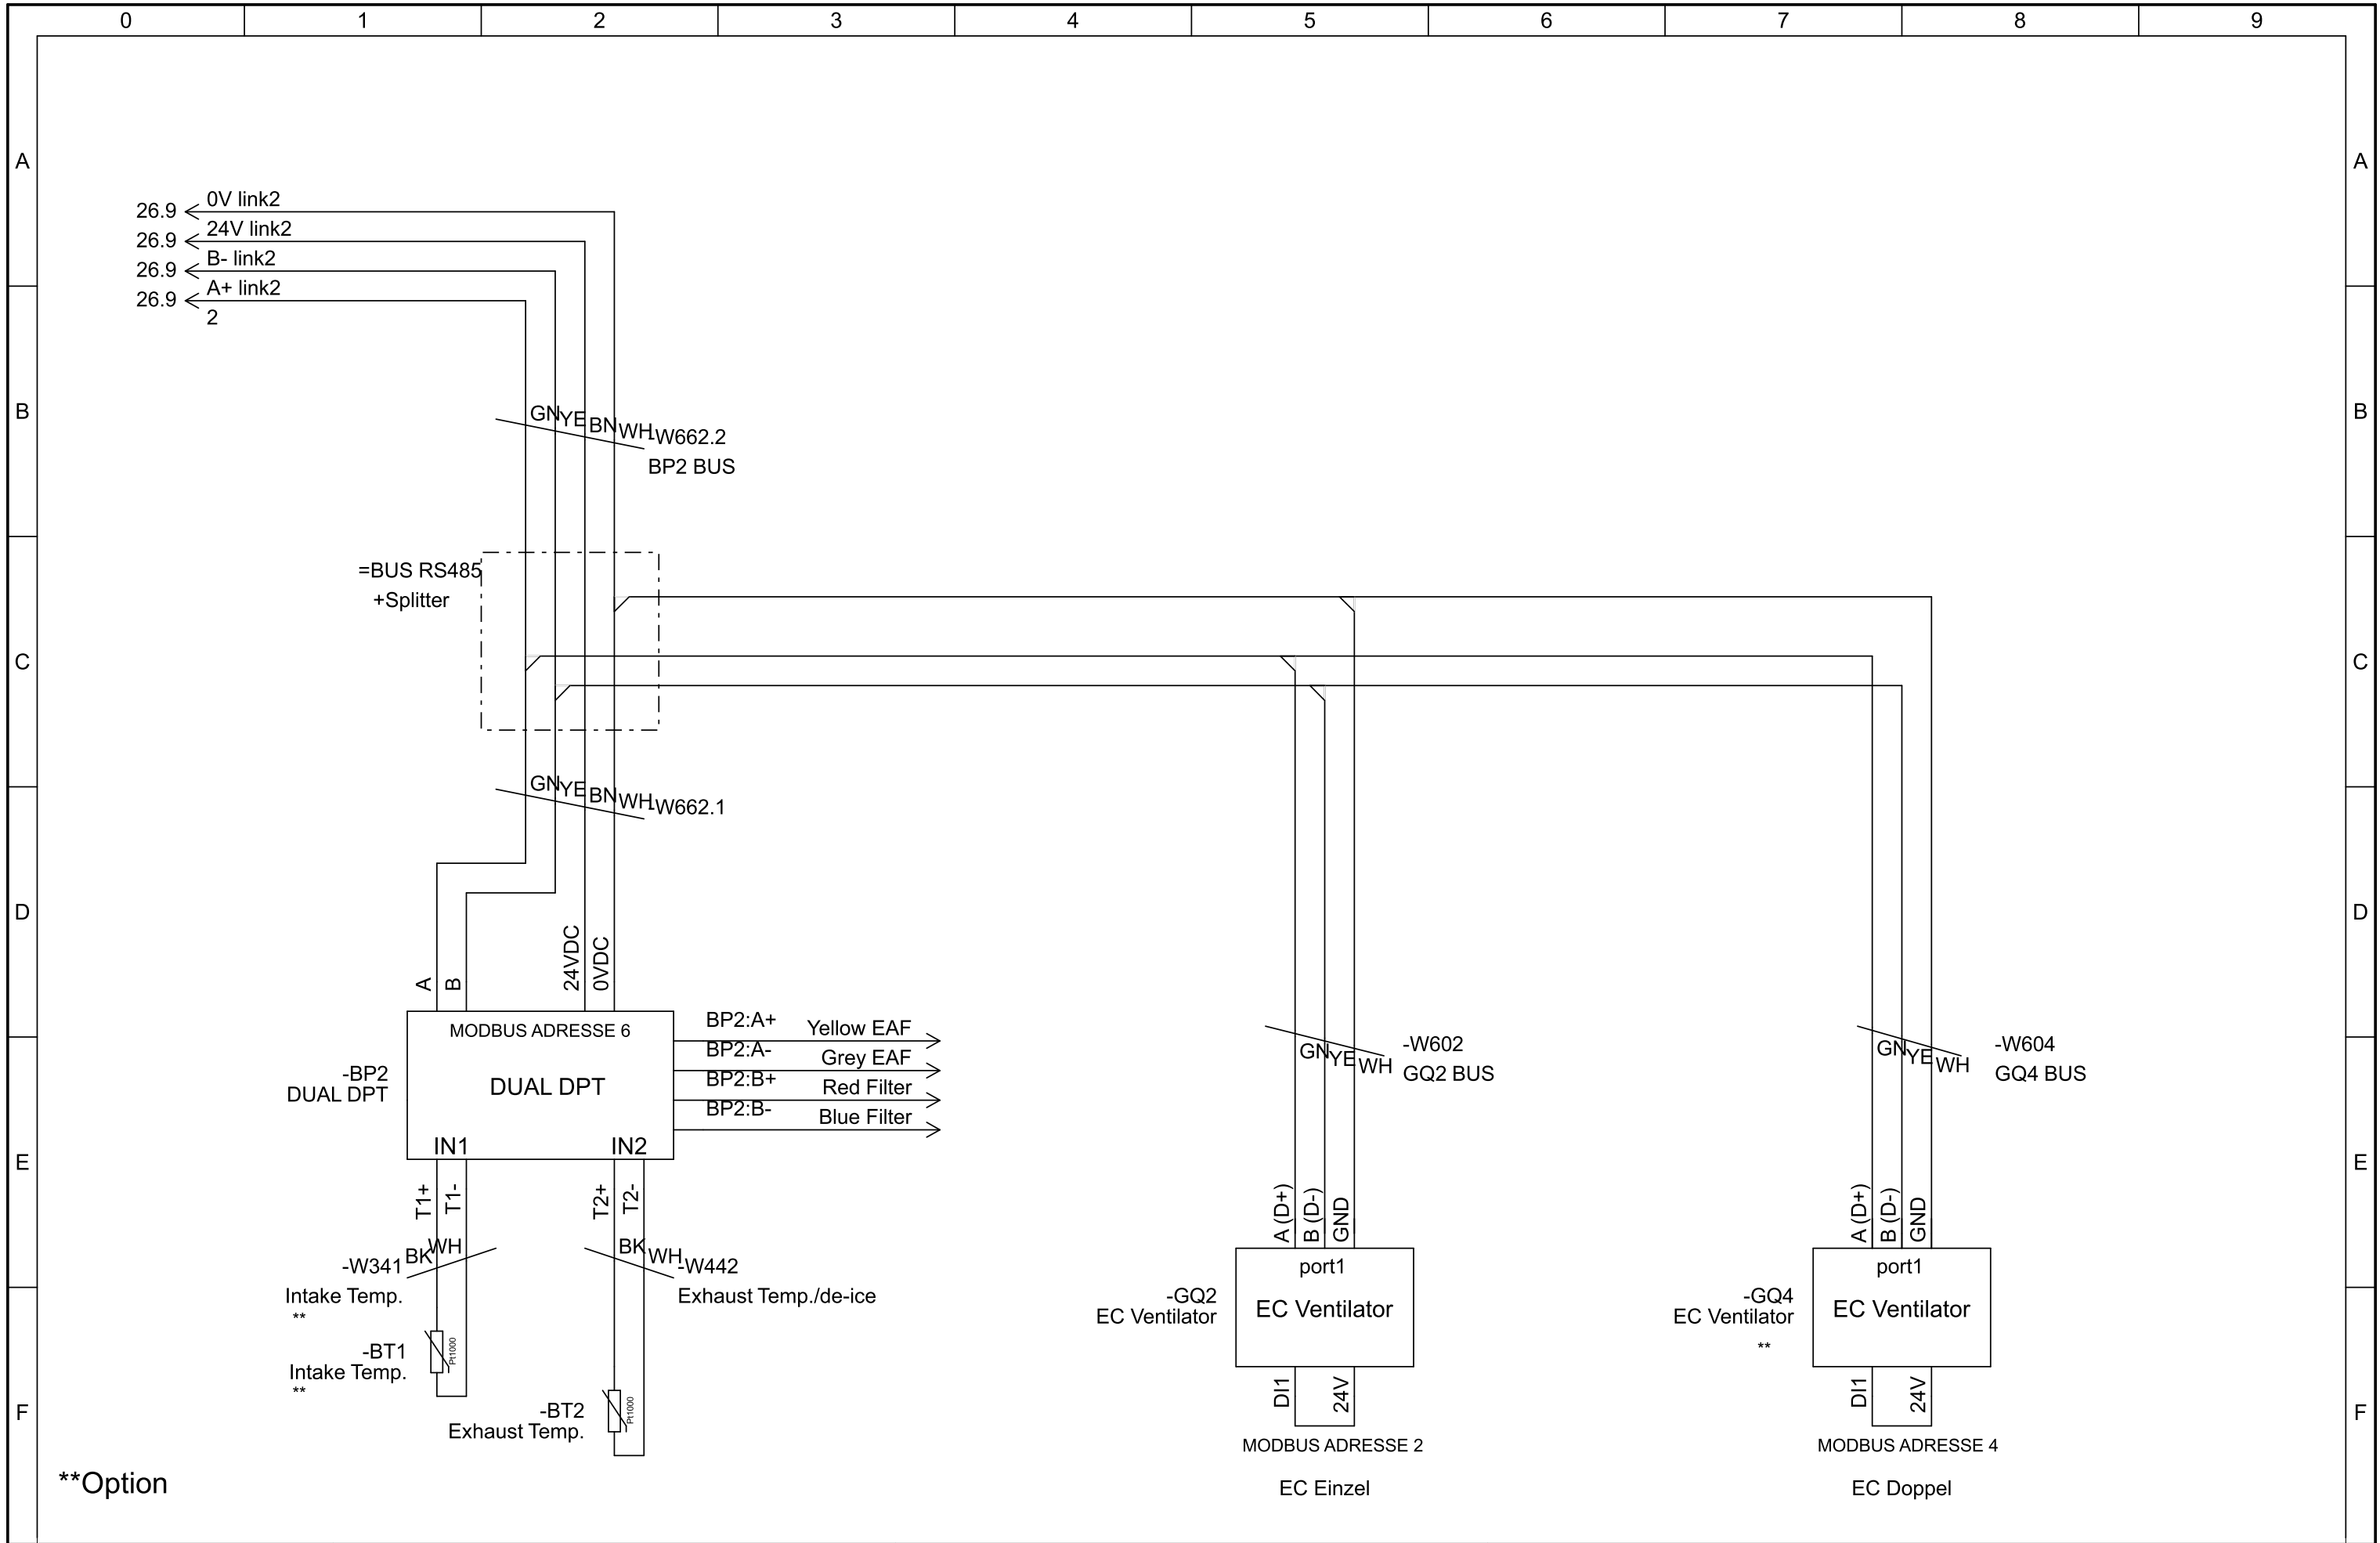 0 1 2 3 4 5 6 7 8 9
A A
26.9 0V link2
26.9 24V link2
26.9 B- link2
26.9 A+ link2
2
B B
GN YE BN WH -W662.2
BP2 BUS
=BUS RS485
+Splitter
C C
GN YE BN WH -W662.1
D D
A B 24VDC 0VDC
MODBUS ADRESSE 6
-BP2
DUAL DPT
DUAL DPT
IN1 IN2
BP2:A+ Yellow EAF
BP2:A- Grey EAF
BP2:B+ Red Filter
BP2:B- Blue Filter
GN YE WH -W602
GQ2 BUS
GN YE WH -W604
GQ4 BUS
E E
T1+ T1- T2+ T2-
-W341 BK WH
Intake Temp.
**
BK WH -W442
Exhaust Temp./de-ice
-BT1
Intake Temp.
**
Pt1000
-BT2
Exhaust Temp.
Pt1000
A (D+) B (D-) GND
port1
-GQ2
EC Ventilator
EC Ventilator
DI1 24V
MODBUS ADRESSE 2
EC Einzel
A (D+) B (D-) GND
port1
-GQ4
EC Ventilator
**
EC Ventilator
DI1 24V
MODBUS ADRESSE 4
EC Doppel
F F
**Option